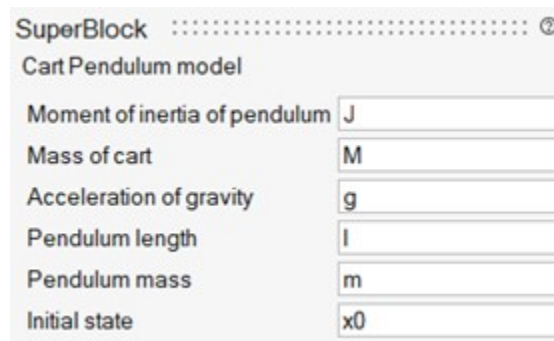 SuperBlock
Cart Pendulum model
Moment of inertia of pendulum J
Mass of cart M
Acceleration of gravity g
Pendulum length l
Pendulum mass m
Initial state x0